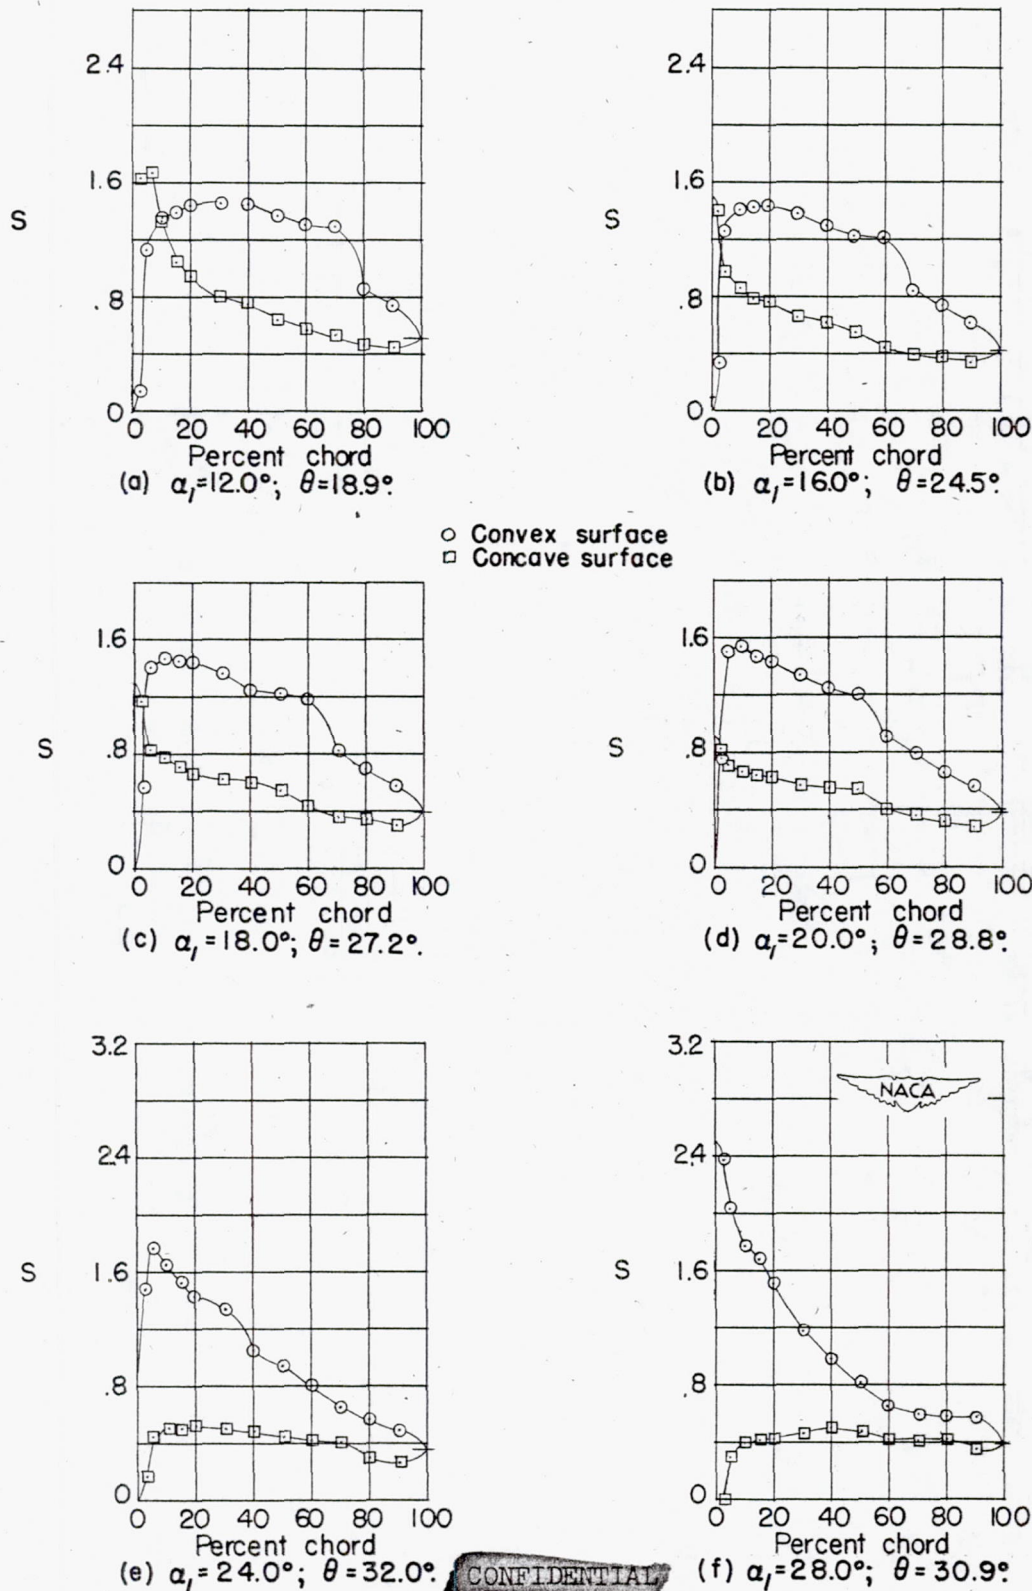 2.4
1.6
S
.8
0
0 20 40 60 80 100
Percent chord
(a) α₁=12.0°; θ=18.9°.
2.4
1.6
S
.8
0
0 20 40 60 80 100
Percent chord
(b) α₁=16.0°; θ=24.5°.
Convex surface
Concave surface
1.6
S
.8
0
0 20 40 60 80 100
Percent chord
(c) α₁=18.0°; θ=27.2°.
1.6
S
.8
0
0 20 40 60 80 100
Percent chord
(d) α₁=20.0°; θ=28.8°.
3.2
2.4
S
1.6
.8
0
0 20 40 60 80 100
Percent chord
(e) α₁=24.0°; θ=32.0°.
3.2
NACA
2.4
S
1.6
.8
0
0 20 40 60 80 100
Percent chord
(f) α₁=28.0°; θ=30.9°.
CONFIDENTIAL